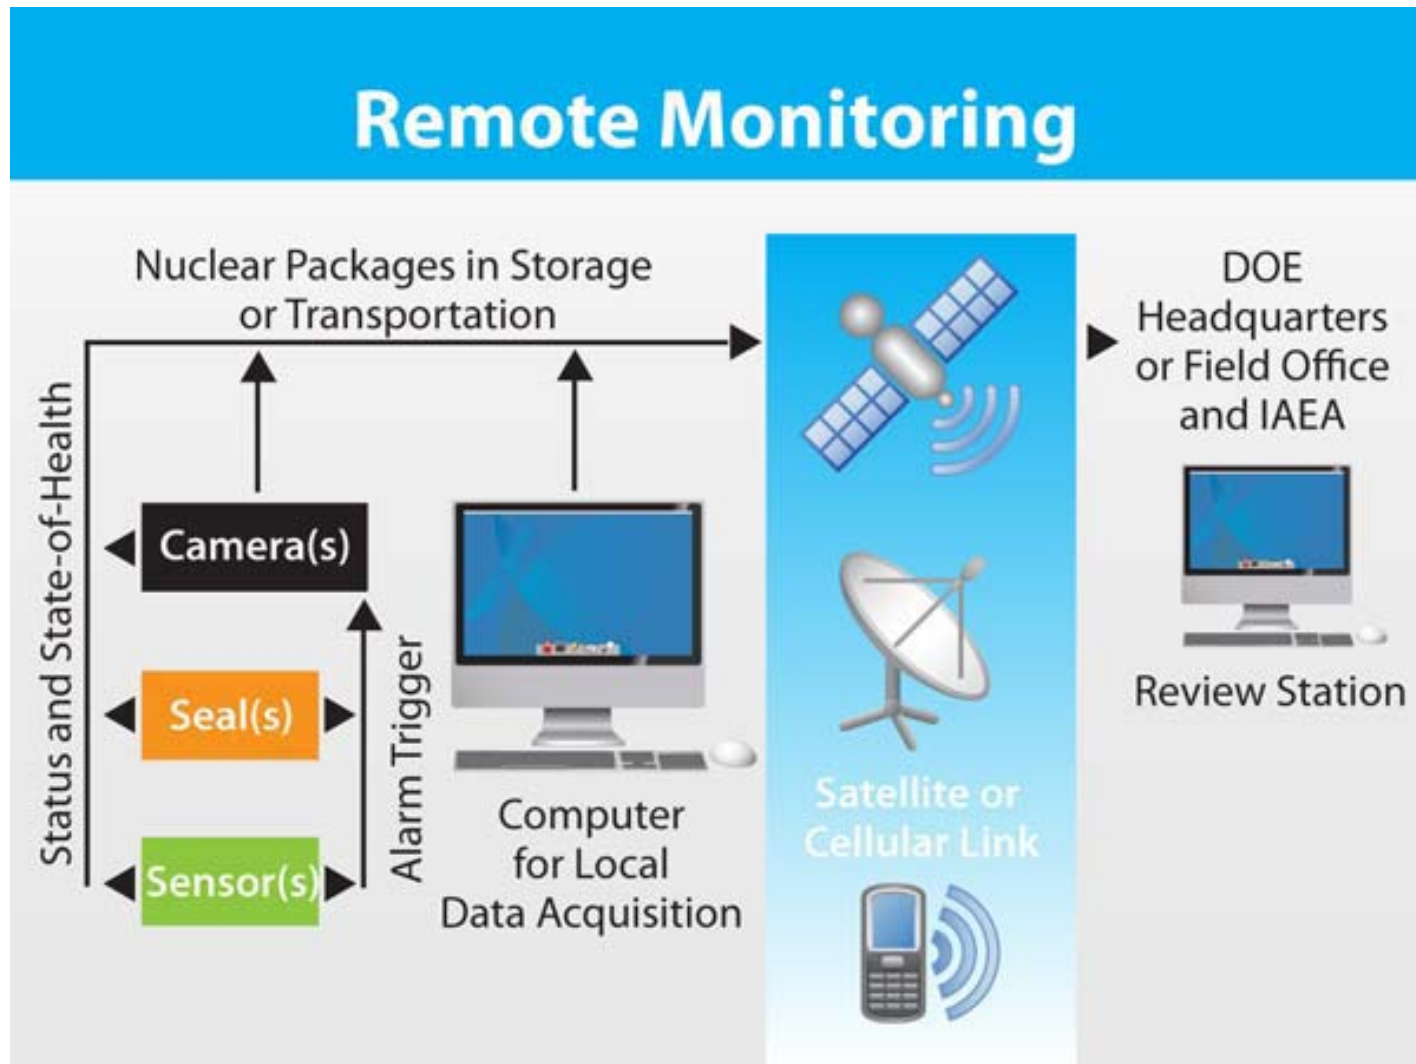 Remote Monitoring
Nuclear Packages in Storage
or Transportation
Status and State-of-Health
Camera(s)
Seal(s)
Sensor(s)
Alarm Trigger
Computer
for Local
Data Acquisition
Satellite or
Cellular Link
DOE
Headquarters
or Field Office
and IAEA
Review Station